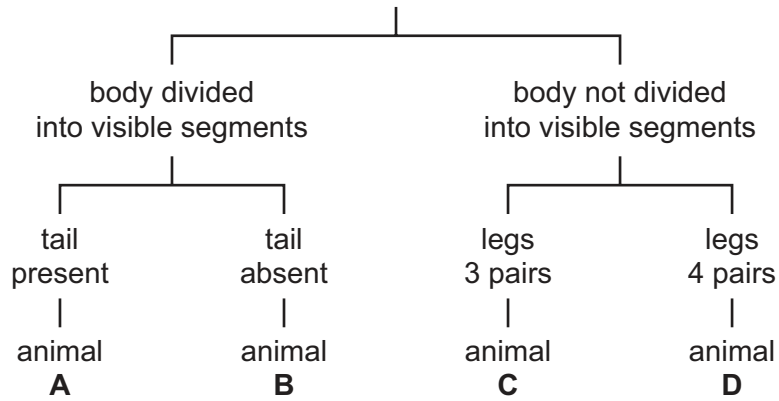 body divided
into visible segments
body not divided
into visible segments
tail
present
tail
absent
legs
3 pairs
legs
4 pairs
animal
A
animal
B
animal
C
animal
D